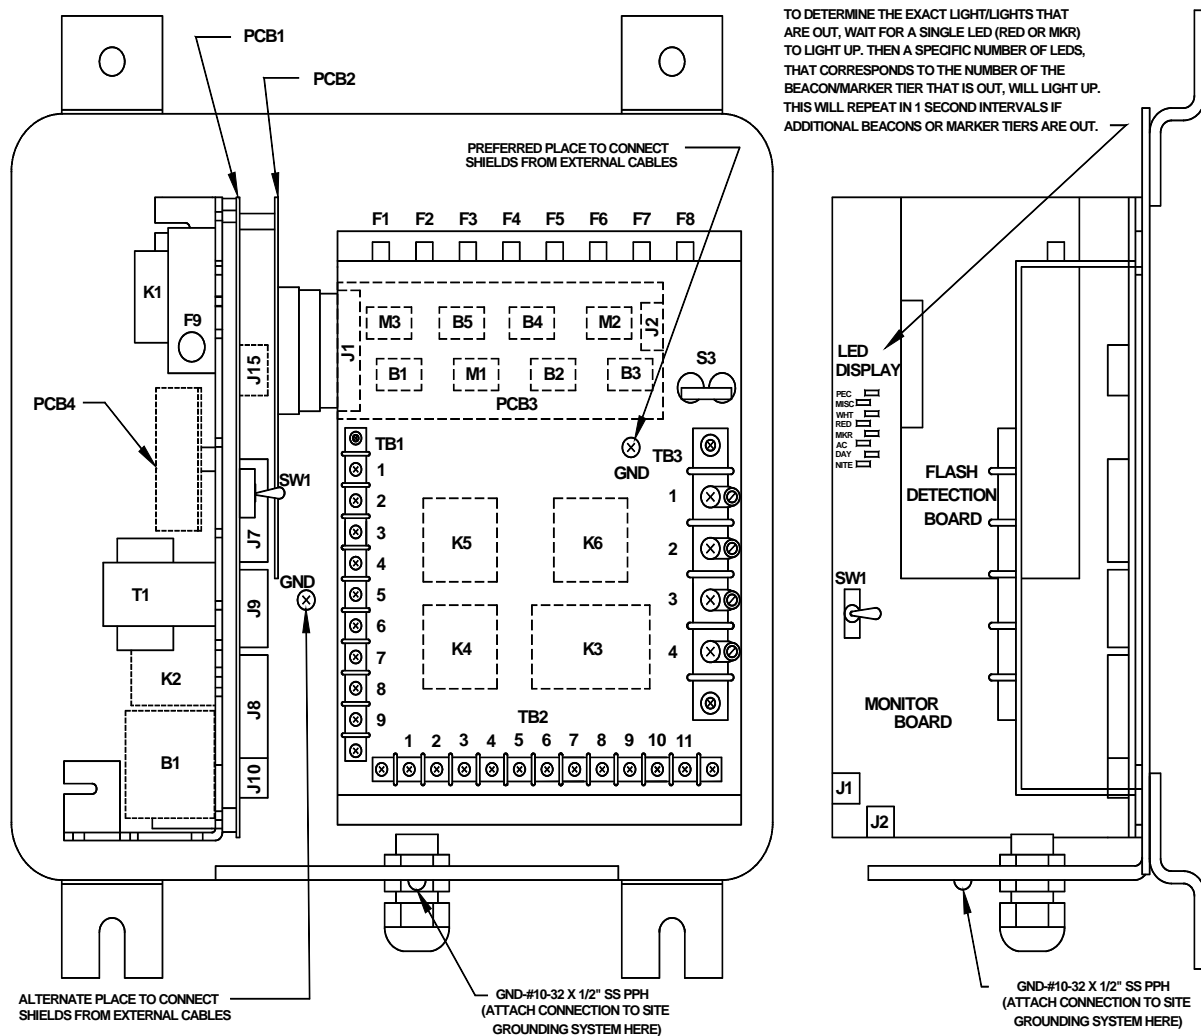 TO DETERMINE THE EXACT LIGHT/LIGHTS THAT
ARE OUT, WAIT FOR A SINGLE LED (RED OR MKR)
TO LIGHT UP. THEN A SPECIFIC NUMBER OF LEDS,
THAT CORRESPONDS TO THE NUMBER OF THE
BEACON/MARKER TIER THAT IS OUT, WILL LIGHT UP.
THIS WILL REPEAT IN 1 SECOND INTERVALS IF
ADDITIONAL BEACONS OR MARKER TIERS ARE OUT.
PCB1
PCB2
PREFERRED PLACE TO CONNECT
SHIELDS FROM EXTERNAL CABLES
F1 F2 F3 F4 F5 F6 F7 F8
K1
F9
J15
J1
M3 B5 B4 M2
J2
B1 M1 B2 B3
PCB3
S3
PCB4
TB1
GND
TB3
SW1
J7
1
2
3
4
5
6
7
8
9
K5 K6
K4 K3
1
2
3
4
GND
T1
J9
K2
J8
B1
J10
TB2
1 2 3 4 5 6 7 8 9 10 11
LED
DISPLAY
PEC
MISC
WHT
RED
MKR
AC
DAY
NITE
FLASH
DETECTION
BOARD
SW1
MONITOR
BOARD
J1
J2
ALTERNATE PLACE TO CONNECT
SHIELDS FROM EXTERNAL CABLES
GND-#10-32 X 1/2" SS PPH
(ATTACH CONNECTION TO SITE
GROUNDING SYSTEM HERE)
GND-#10-32 X 1/2" SS PPH
(ATTACH CONNECTION TO SITE
GROUNDING SYSTEM HERE)